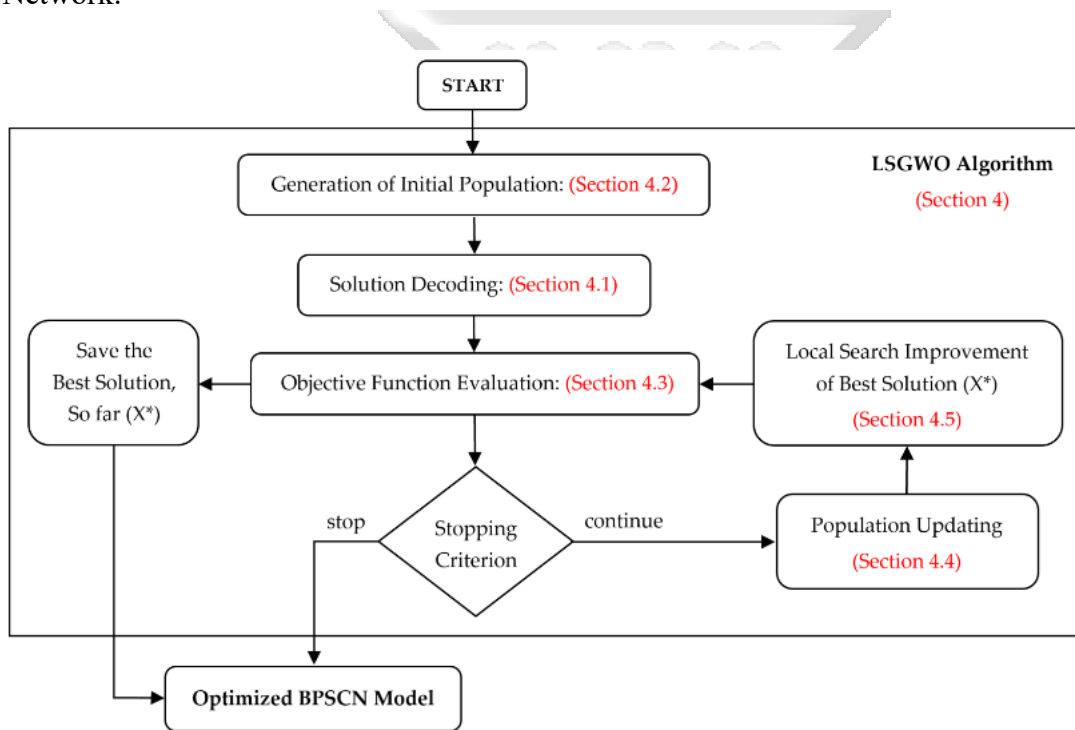 Network.
START
LSGWO Algorithm
(Section 4)
Generation of Initial Population: (Section 4.2)
Solution Decoding: (Section 4.1)
Save the
Best Solution,
So far (X*)
Objective Function Evaluation: (Section 4.3)
Local Search Improvement
of Best Solution (X*)
(Section 4.5)
stop
Stopping
Criterion
continue
Population Updating
(Section 4.4)
Optimized BPSCN Model